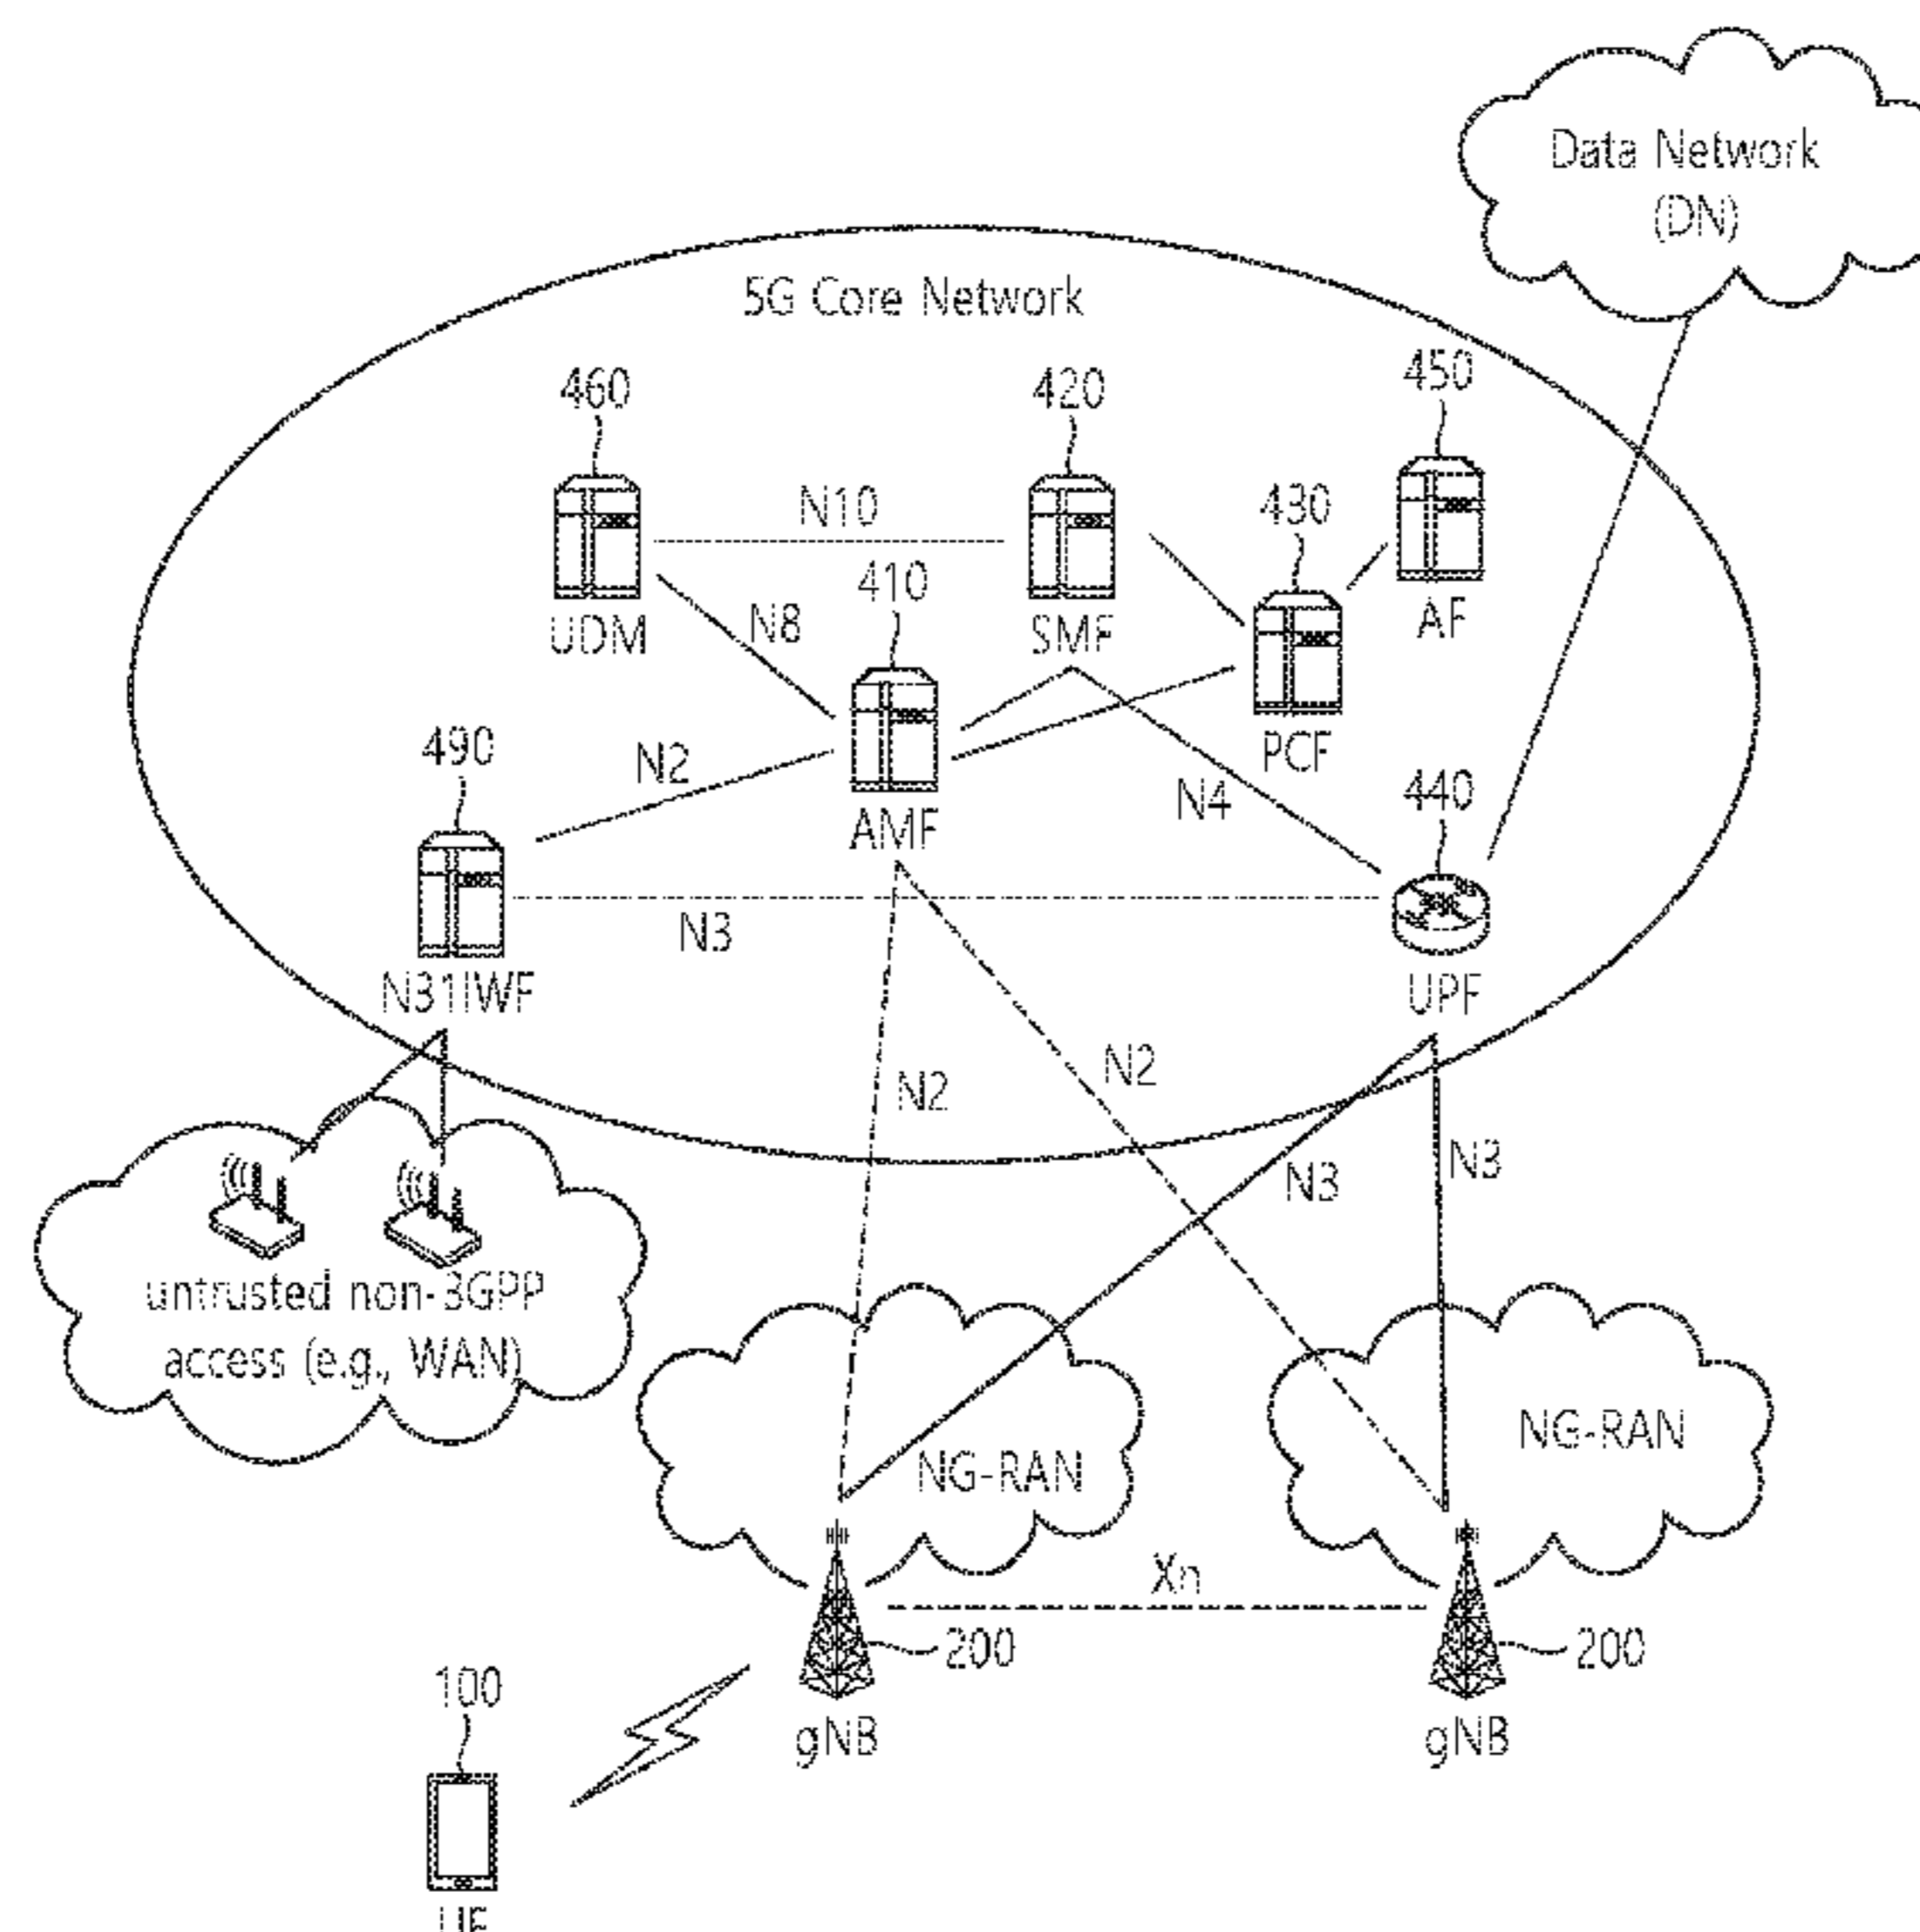 Data Network
(DN)
5G Core Network
460
420
450
N10
430
410
UDM
N8
SMF
AF
490
N2
PCF
N4
440
AMF
N3
N31IWF
UPF
N2
N2
N3
N3
untrusted non-3GPP
access (e.g., WAN)
NG-RAN
NG-RAN
Xn
200
200
100
gNB
gNB
UE